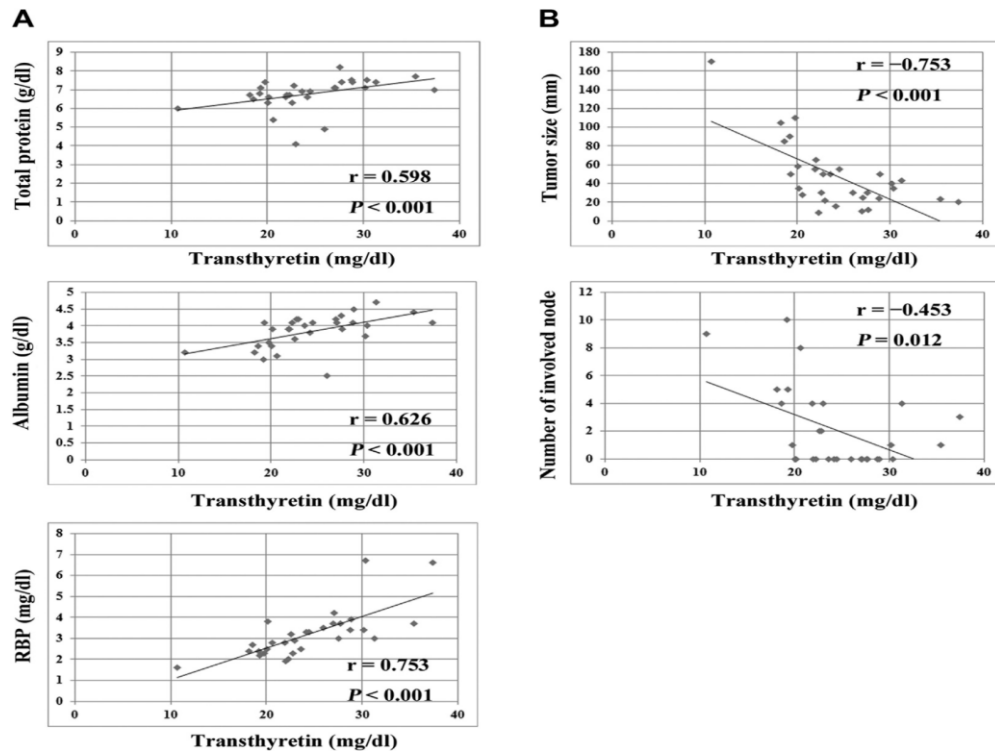 A
Total protein (g/dl)
9
8
7
6
5
4
3
2
1
0
r = 0.598
P < 0.001
0 10 20 30 40
Transthyretin (mg/dl)
Albumin (g/dl)
5
4.5
4
3.5
3
2.5
2
1.5
1
0.5
0
r = 0.626
P < 0.001
0 10 20 30 40
Transthyretin (mg/dl)
RBP (mg/dl)
8
7
6
5
4
3
2
1
0
r = 0.753
P < 0.001
0 10 20 30 40
Transthyretin (mg/dl)
B
Tumor size (mm)
180
160
140
120
100
80
60
40
20
0
r = −0.753
P < 0.001
0 10 20 30 40
Transthyretin (mg/dl)
Number of involved node
12
10
8
6
4
2
0
r = −0.453
P = 0.012
0 10 20 30 40
Transthyretin (mg/dl)